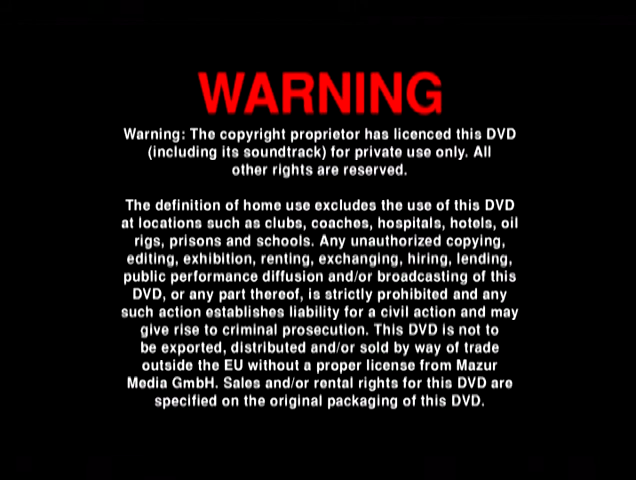 WARNING
Warning: The copyright proprietor has licenced this DVD
(including its soundtrack) for private use only. All
other rights are reserved.
The definition of home use excludes the use of this DVD
at locations such as clubs, coaches, hospitals, hotels, oil
rigs, prisons and schools. Any unauthorized copying,
editing, exhibition, renting, exchanging, hiring, lending,
public performance diffusion and/or broadcasting of this
DVD, or any part thereof, is strictly prohibited and any
such action establishes liability for a civil action and may
give rise to criminal prosecution. This DVD is not to
be exported, distributed and/or sold by way of trade
outside the EU without a proper license from Mazur
Media GmbH. Sales and/or rental rights for this DVD are
specified on the original packaging of this DVD.